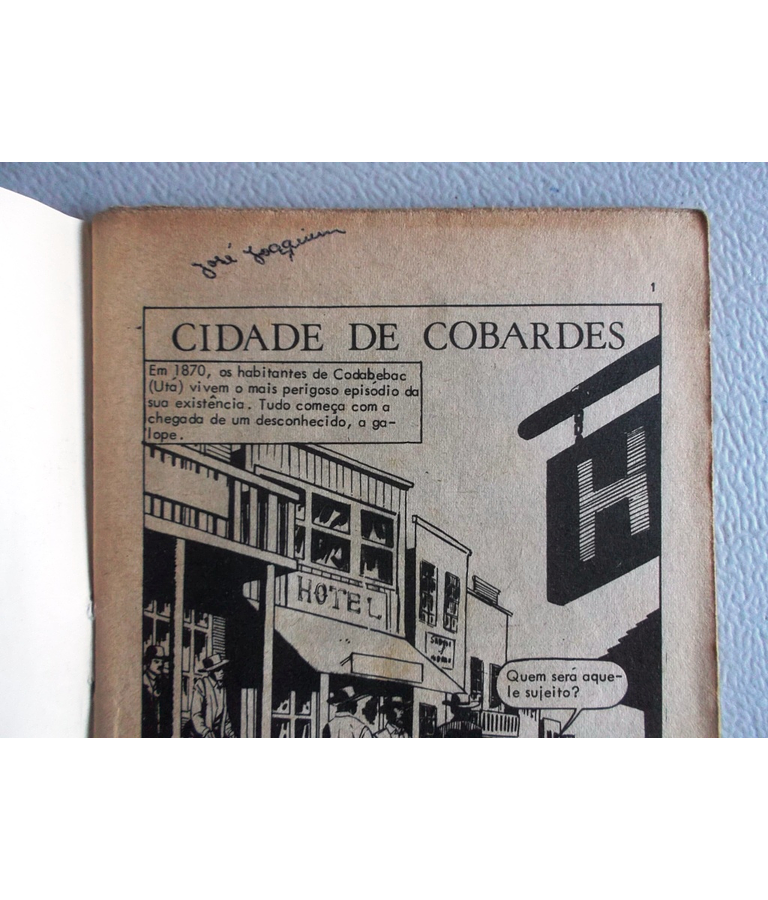 José Joaquim
1
CIDADE DE COBARDES
Em 1870, os habitantes de Codabebac
(Utá) vivem o mais perigoso episódio da
sua existência. Tudo começa com a
chegada de um desconhecido, a ga-
lope.
H
HOTEL
Quem será aque-
le sujeito?